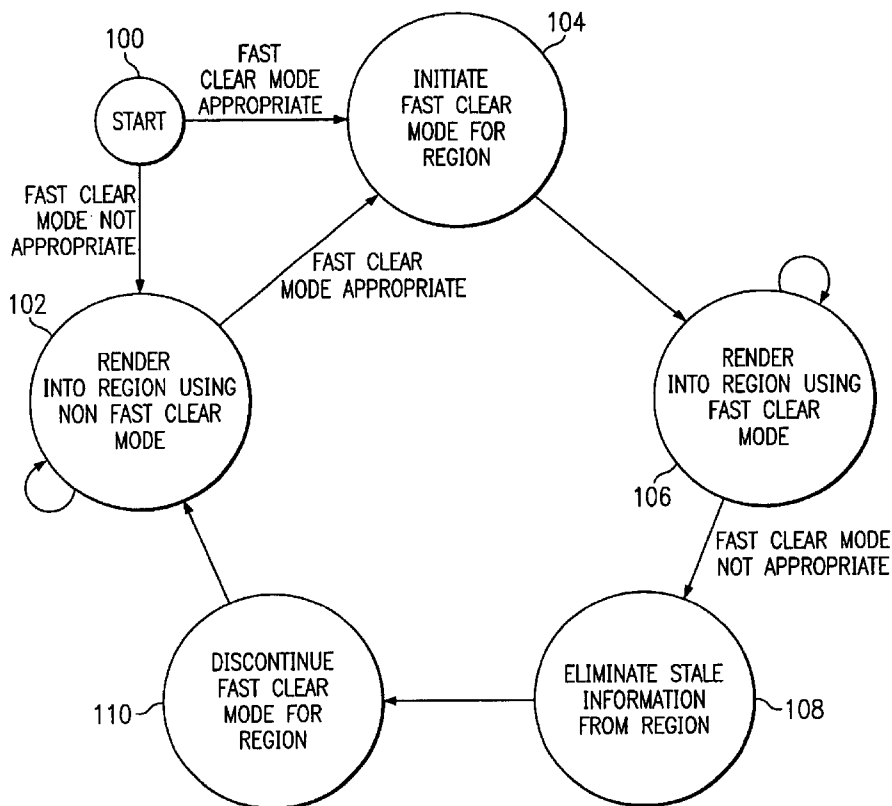 100
START
FAST
CLEAR MODE
APPROPRIATE
104
INITIATE
FAST CLEAR
MODE FOR
REGION
FAST CLEAR
MODE NOT
APPROPRIATE
FAST CLEAR
MODE APPROPRIATE
102
RENDER
INTO REGION USING
NON FAST CLEAR
MODE
RENDER
INTO REGION USING
FAST CLEAR
MODE
106
FAST CLEAR MODE
NOT APPROPRIATE
DISCONTINUE
FAST CLEAR
MODE FOR
REGION
110
ELIMINATE STALE
INFORMATION
FROM REGION
108